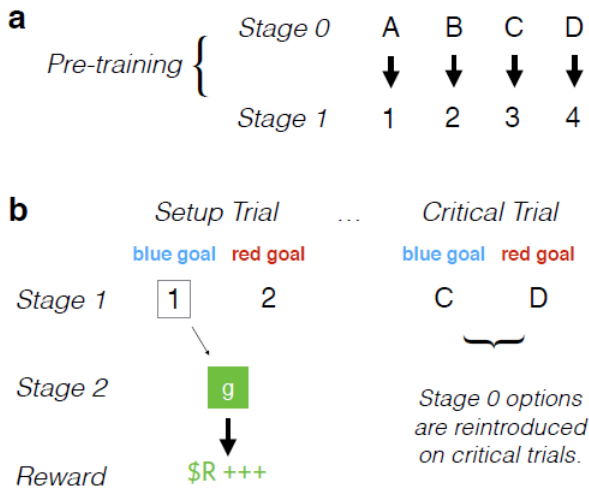 a
Stage 0 A B C D
Pre-training {
Stage 1 1 2 3 4
b
Setup Trial ... Critical Trial
blue goal red goal blue goal red goal
Stage 1 1 2 C D
Stage 2 g
Stage 0 options
are reintroduced
on critical trials.
Reward $R +++